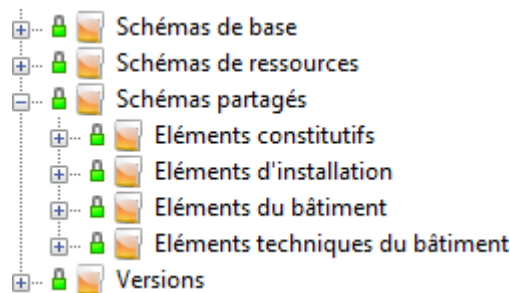 Schémas de base
Schémas de ressources
Schémas partagés
Eléments constitutifs
Eléments d'installation
Eléments du bâtiment
Eléments techniques du bâtiment
Versions